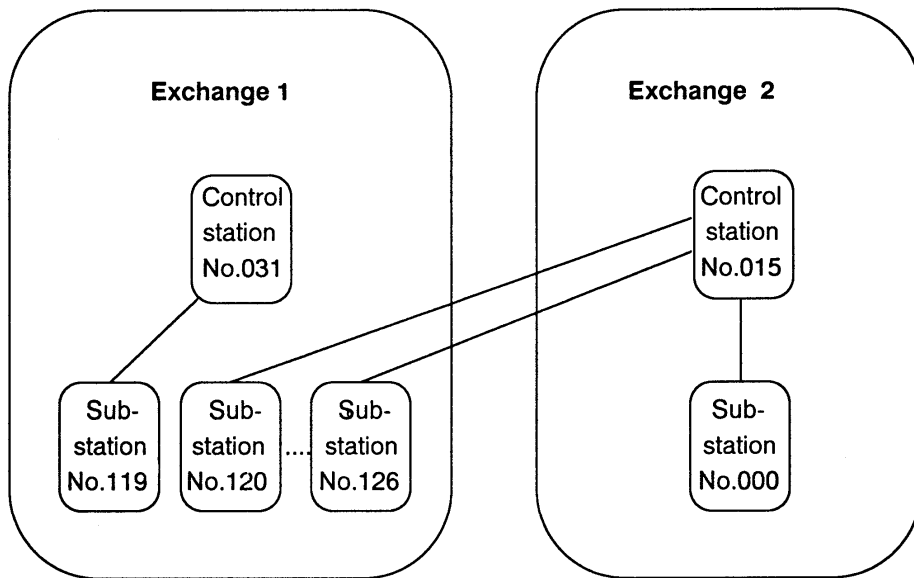 Exchange 1
Exchange 2
Control
station
No.031
Control
station
No.015
Sub-
station
No.119
Sub-
station
No.120
....
Sub-
station
No.126
Sub-
station
No.000